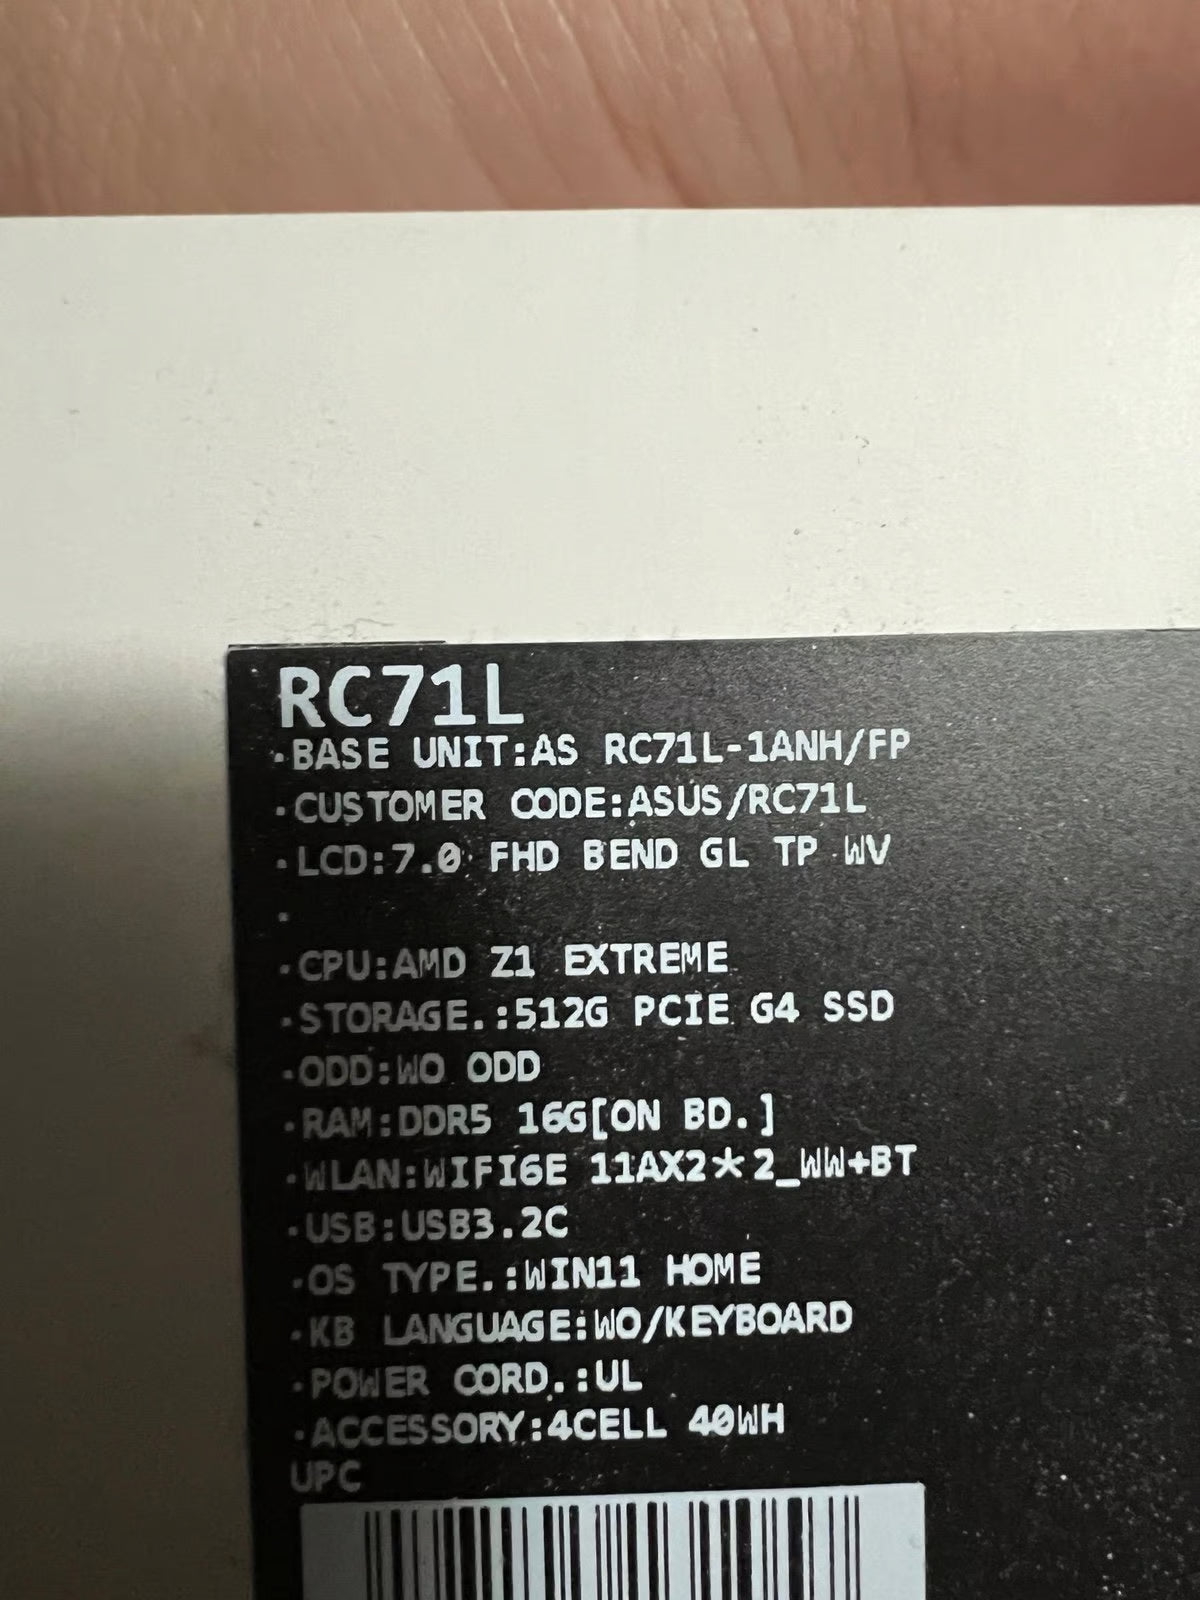 RC71L
·BASE UNIT:AS RC71L-1ANH/FP
·CUSTOMER CODE:ASUS/RC71L
·LCD:7.0 FHD BEND GL TP WV
·
·CPU:AMD Z1 EXTREME
·STORAGE.:512G PCIE G4 SSD
·ODD:WO ODD
·RAM:DDR5 16G[ON BD.]
·WLAN:WIFI6E 11AX2*2_WW+BT
·USB:USB3.2C
·OS TYPE.:WIN11 HOME
·KB LANGUAGE:WO/KEYBOARD
·POWER CORD.:UL
·ACCESSORY:4CELL 40WH
UPC